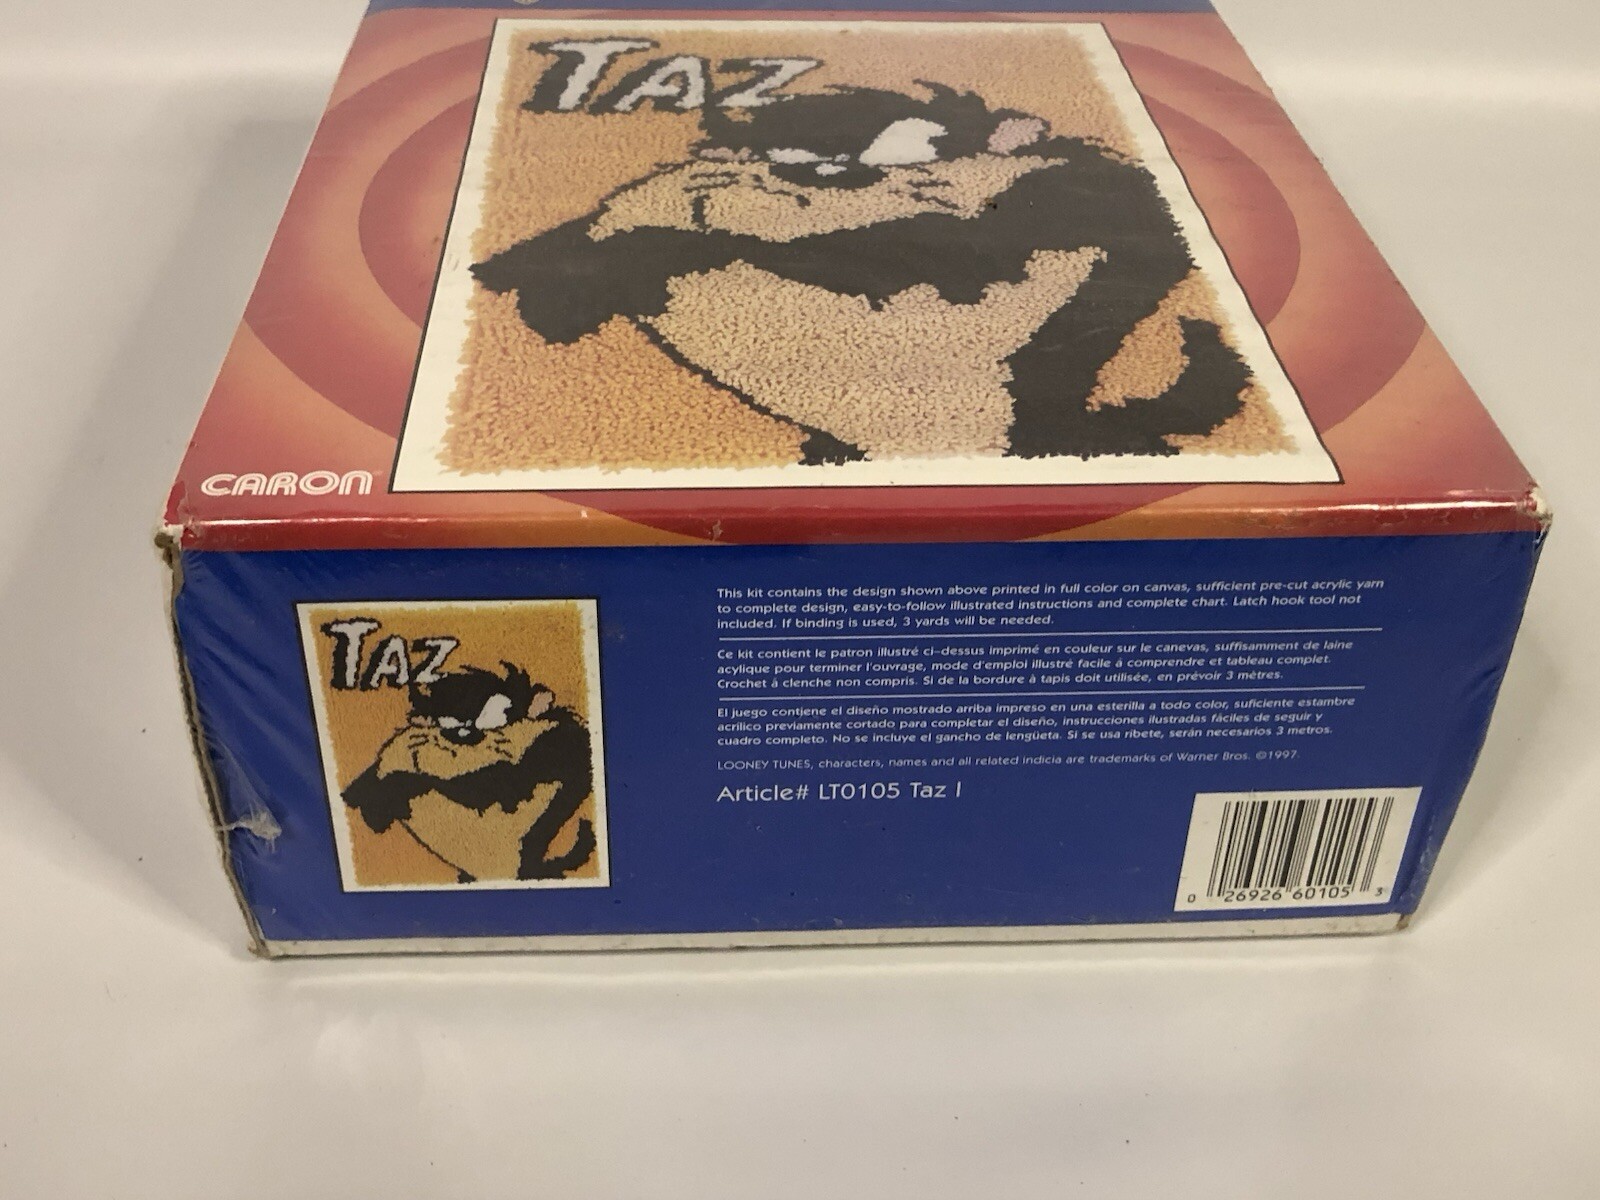 TAZ
CARON
TAZ
This kit contains the design shown above printed in full color on canvas, sufficient pre-cut acrylic yarn
to complete design, easy-to-follow illustrated instructions and complete chart. Latch hook tool not
included. If binding is used, 3 yards will be needed.
Ce kit contient le patron illustré ci-dessus imprimé en couleur sur le canevas, suffisamment de laine
acylique pour terminer l'ouvrage, mode d'emploi illustré facile á comprendre et tableau complet.
Crochet á clenche non compris. Si de la bordure á tapis doit utilisée, en prévoir 3 mètres.
El juego contiene el diseño mostrado arriba impreso en una esterilla a todo color, suficiente estambre
acrilico previamente cortado para completar el diseño, instrucciones ilustradas fáciles de seguir y
cuadro completo. No se incluye el gancho de lengüeta. Si se usa ribete, serán necesarios 3 metros.
LOONEY TUNES, characters, names and all related indicia are trademarks of Warner Bros. ©1997.
Article# LT0105 Taz I
0 26926 60105 3